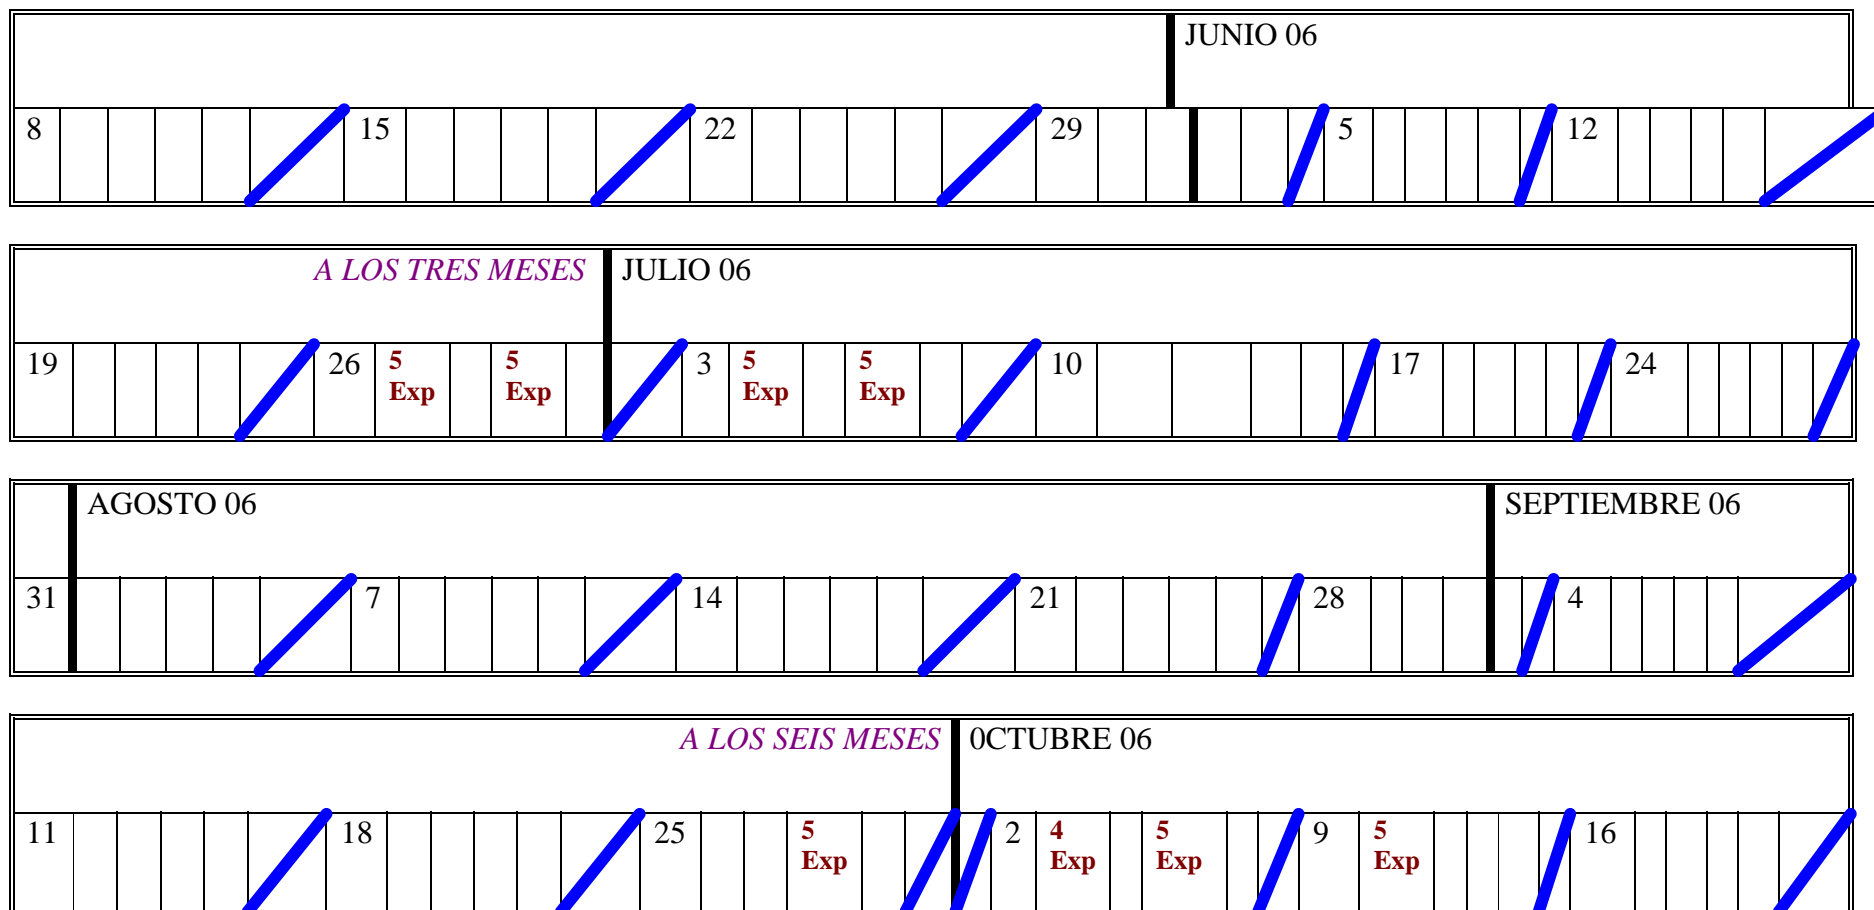 JUNIO 06
8 15 22 29 5 12
A LOS TRES MESES JULIO 06
19 26 5 5 3 5 5 10 17 24
Exp Exp Exp Exp
AGOSTO 06 SEPTIEMBRE 06
31 7 14 21 28 4
A LOS SEIS MESES 0CTUBRE 06
11 18 25 5 2 4 5 9 5 16
Exp Exp Exp Exp